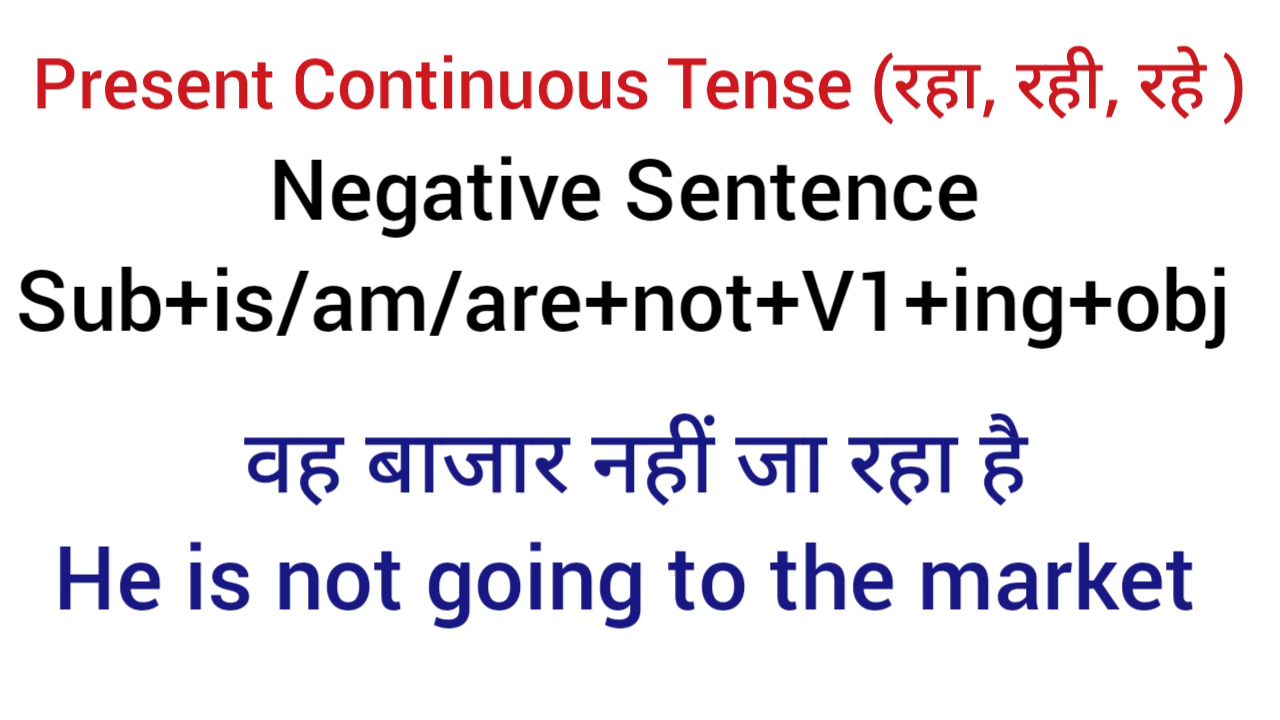 Present Continuous Tense (रहा, रही, रहे )
Negative Sentence
Sub+is/am/are+not+V1+ing+obj
वह बाजार नहीं जा रहा है
He is not going to the market